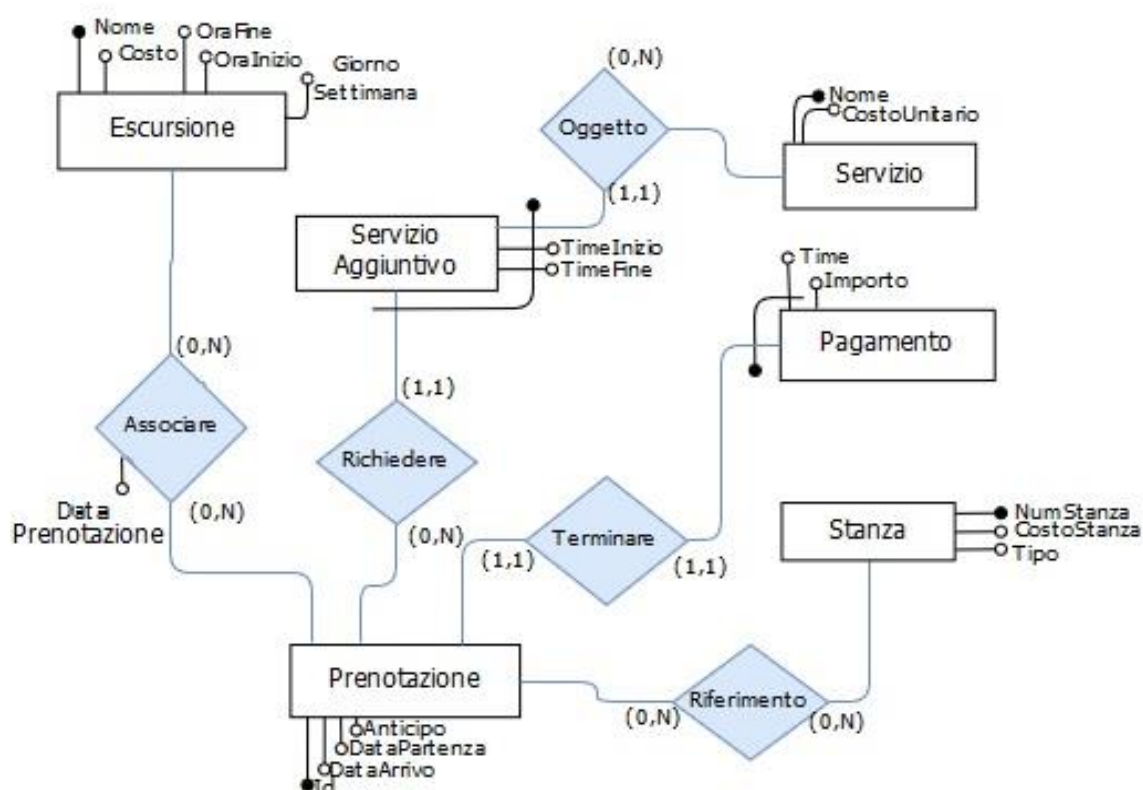 Nome
Costo
OraFine
OraInizio
Giorno
Settimana
Escursione
(0,N)
Oggetto
(1,1)
Nome
CostoUnitario
Servizio
Servizio
Aggiuntivo
TimeInizio
TimeFine
Time
Importo
Pagamento
(0,N)
Associare
Data
Prenotazione
(0,N)
(1,1)
Richiedere
(0,N)
(1,1)
Terminare
(1,1)
Stanza
NumStanza
CostoStanza
Tipo
Prenotazione
(0,N)
Riferimento
(0,N)
Anticipo
DataPartenza
DataArrivo
Id